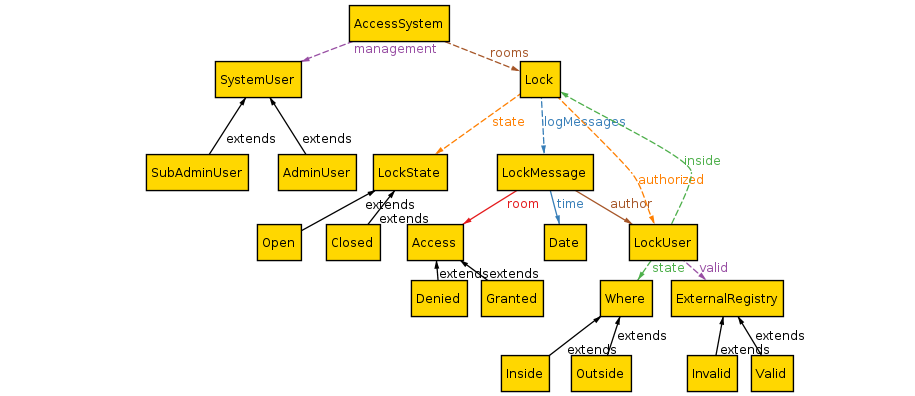 AccessSystem
management
rooms
SystemUser
Lock
extends
extends
state
logMessages
inside
authorized
SubAdminUser
AdminUser
LockState
LockMessage
extends
extends
room
time
author
Open
Closed
Access
Date
LockUser
extends
extends
state
valid
Denied
Granted
Where
ExternalRegistry
extends
extends
extends
extends
Inside
Outside
Invalid
Valid